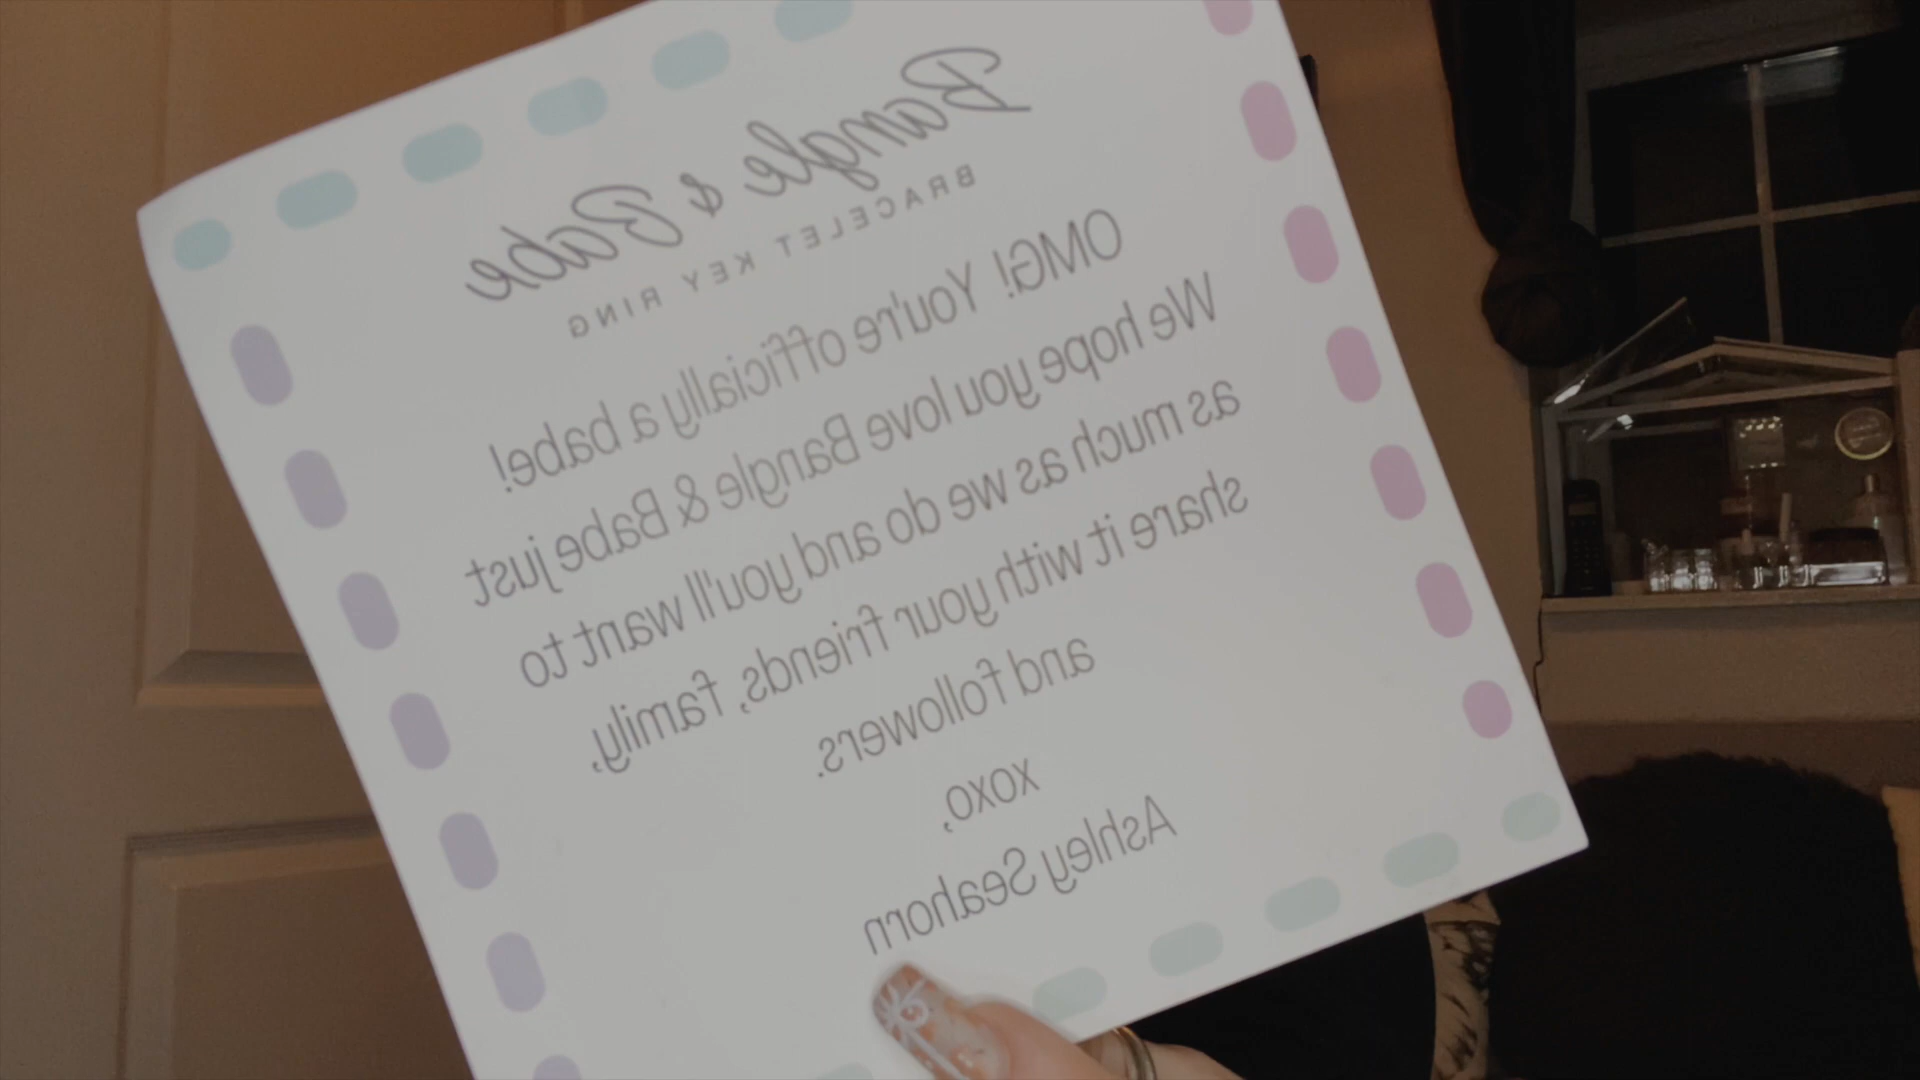 Bangle & Babe
BRACELET KEY RING
OMG! You're officially a babe!
We hope you love Bangle & Babe just
as much as we do and you'll want to
share it with your friends, family,
and followers.
xoxo,
Ashley Seahorn